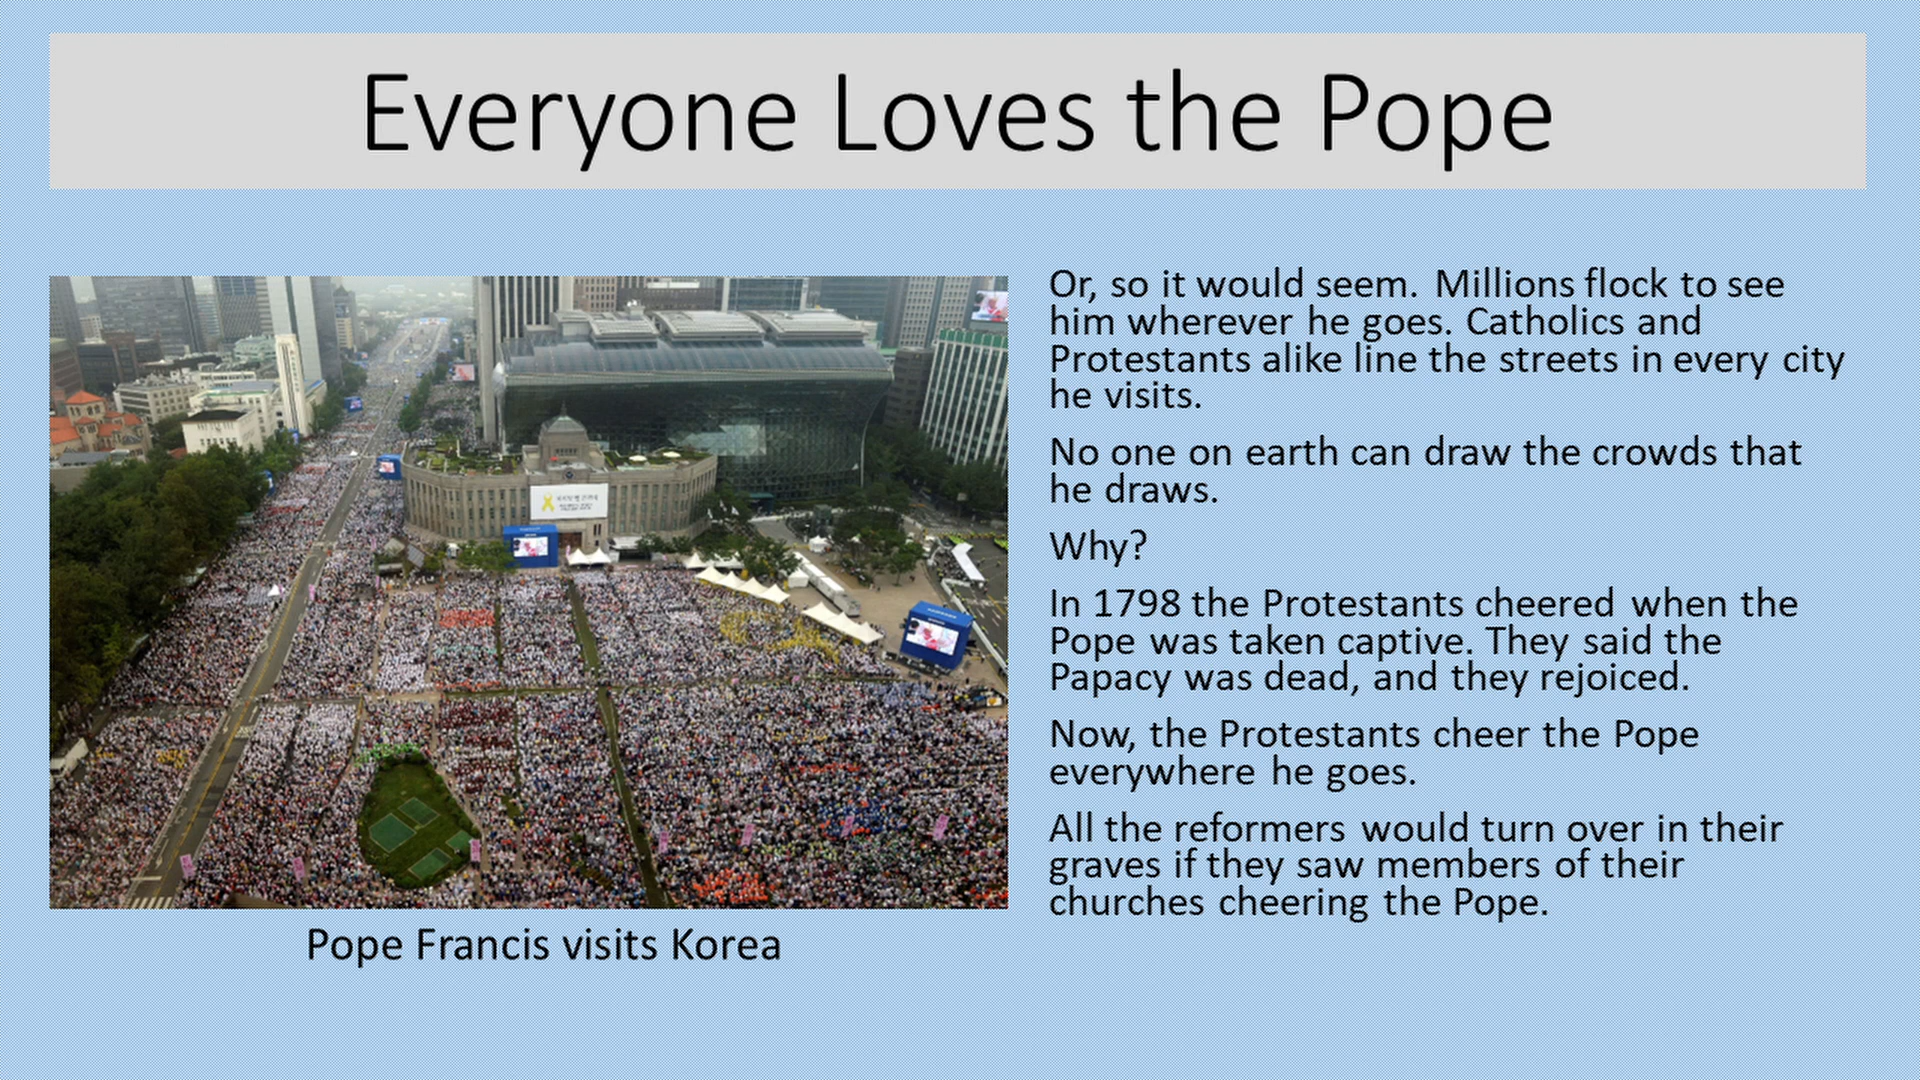 Everyone Loves the Pope
Or, so it would seem. Millions flock to see
him wherever he goes. Catholics and
Protestants alike line the streets in every city
he visits.
No one on earth can draw the crowds that
he draws.
Why?
In 1798 the Protestants cheered when the
Pope was taken captive. They said the
Papacy was dead, and they rejoiced.
Now, the Protestants cheer the Pope
everywhere he goes.
All the reformers would turn over in their
graves if they saw members of their
churches cheering the Pope.
Pope Francis visits Korea